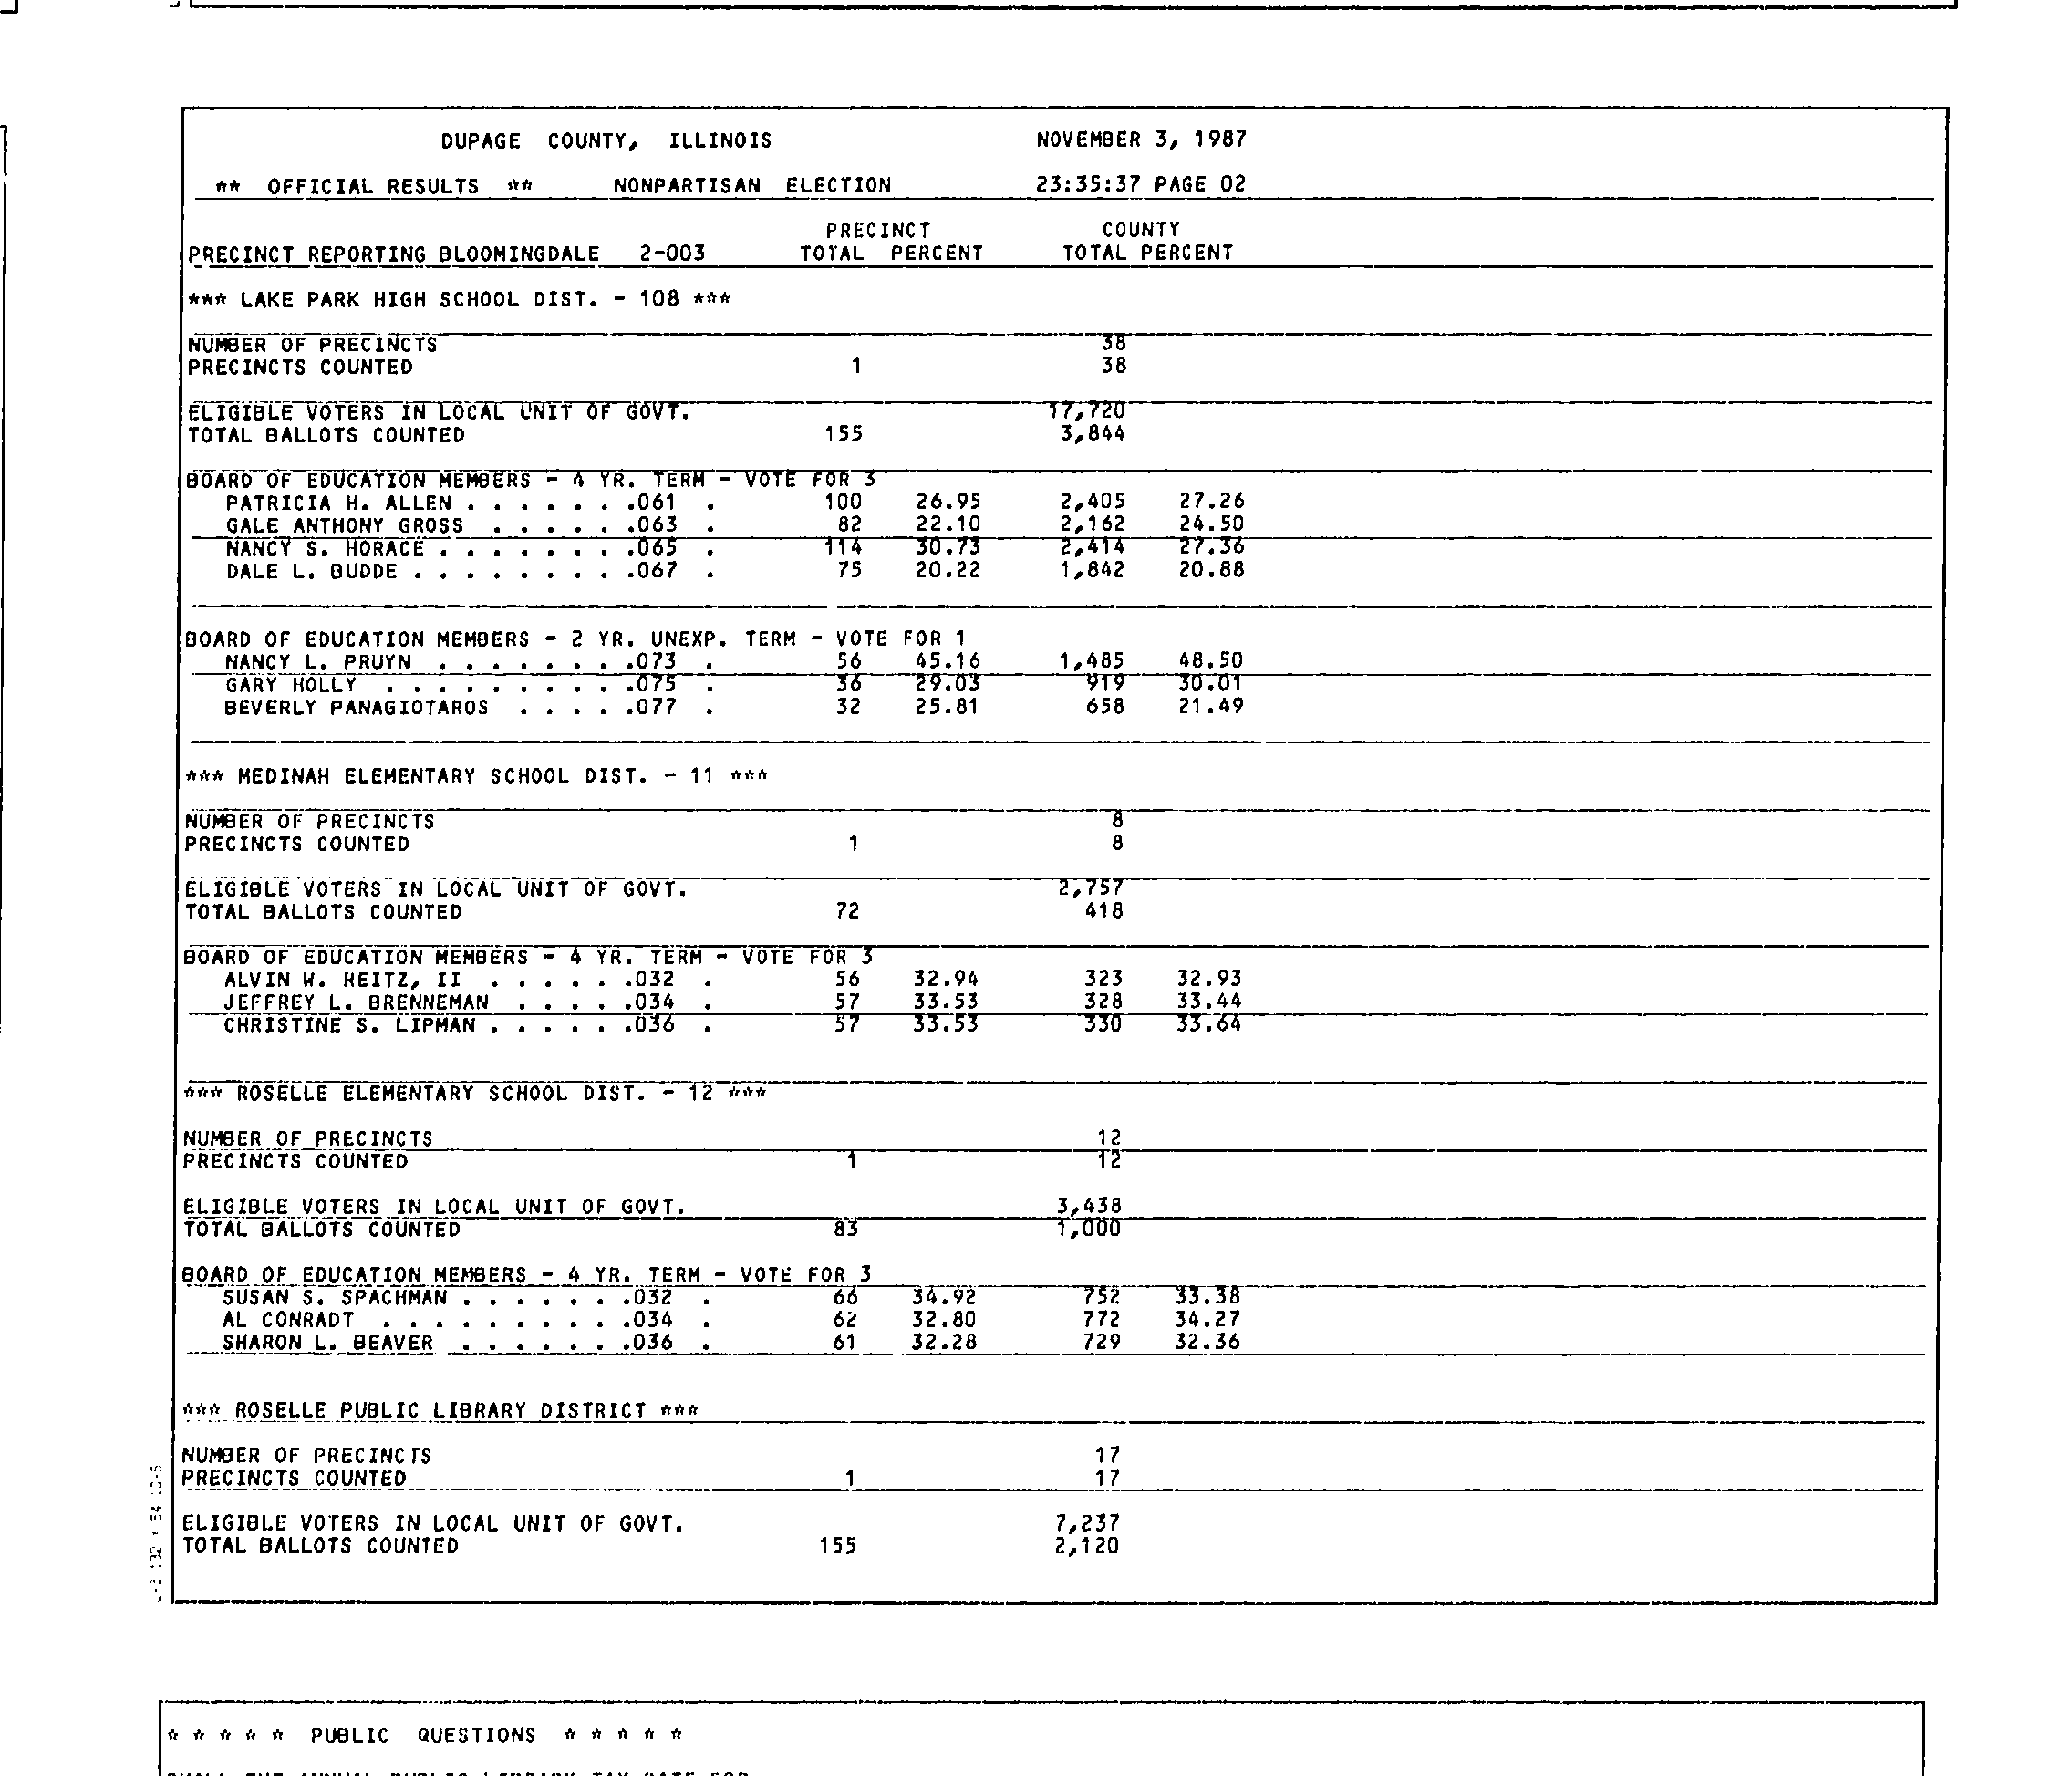 DUPAGE COUNTY, ILLINOIS NOVEMBER 3, 1987
** OFFICIAL RESULTS ** NONPARTISAN ELECTION 23:35:37 PAGE 02
PRECINCT COUNTY
PRECINCT REPORTING BLOOMINGDALE 2-003 TOTAL PERCENT TOTAL PERCENT
*** LAKE PARK HIGH SCHOOL DIST. - 108 ***
NUMBER OF PRECINCTS 38
PRECINCTS COUNTED 1 38
ELIGIBLE VOTERS IN LOCAL UNIT OF GOVT. 17,720
TOTAL BALLOTS COUNTED 155 3,844
BOARD OF EDUCATION MEMBERS - 4 YR. TERM - VOTE FOR 3
PATRICIA H. ALLEN . . . . . . .061 . 100 26.95 2,405 27.26
GALE ANTHONY GROSS . . . . . .063 . 82 22.10 2,162 24.50
NANCY S. HORACE . . . . . . . .065 . 114 30.73 2,414 27.36
DALE L. BUDDE . . . . . . . . .067 . 75 20.22 1,842 20.88
BOARD OF EDUCATION MEMBERS - 2 YR. UNEXP. TERM - VOTE FOR 1
NANCY L. PRUYN . . . . . . . .073 . 56 45.16 1,485 48.50
GARY HOLLY . . . . . . . . . .075 . 36 29.03 919 30.01
BEVERLY PANAGIOTAROS . . . . .077 . 32 25.81 658 21.49
*** MEDINAH ELEMENTARY SCHOOL DIST. - 11 ***
NUMBER OF PRECINCTS 8
PRECINCTS COUNTED 1 8
ELIGIBLE VOTERS IN LOCAL UNIT OF GOVT. 2,757
TOTAL BALLOTS COUNTED 72 418
BOARD OF EDUCATION MEMBERS - 4 YR. TERM - VOTE FOR 3
ALVIN W. REITZ, II . . . . . .032 . 56 32.94 323 32.93
JEFFREY L. BRENNEMAN . . . . .034 . 57 33.53 328 33.44
CHRISTINE S. LIPMAN . . . . . .036 . 57 33.53 330 33.64
*** ROSELLE ELEMENTARY SCHOOL DIST. - 12 ***
NUMBER OF PRECINCTS 12
PRECINCTS COUNTED 1 12
ELIGIBLE VOTERS IN LOCAL UNIT OF GOVT. 3,438
TOTAL BALLOTS COUNTED 83 1,000
BOARD OF EDUCATION MEMBERS - 4 YR. TERM - VOTE FOR 3
SUSAN S. SPACHMAN . . . . . . .032 . 66 34.92 752 33.38
AL CONRADT . . . . . . . . . .034 . 62 32.80 772 34.27
SHARON L. BEAVER . . . . . . .036 . 61 32.28 729 32.36
*** ROSELLE PUBLIC LIBRARY DISTRICT ***
NUMBER OF PRECINCTS 17
PRECINCTS COUNTED 1 17
ELIGIBLE VOTERS IN LOCAL UNIT OF GOVT. 7,237
TOTAL BALLOTS COUNTED 155 2,120
* * * * * PUBLIC QUESTIONS * * * * *